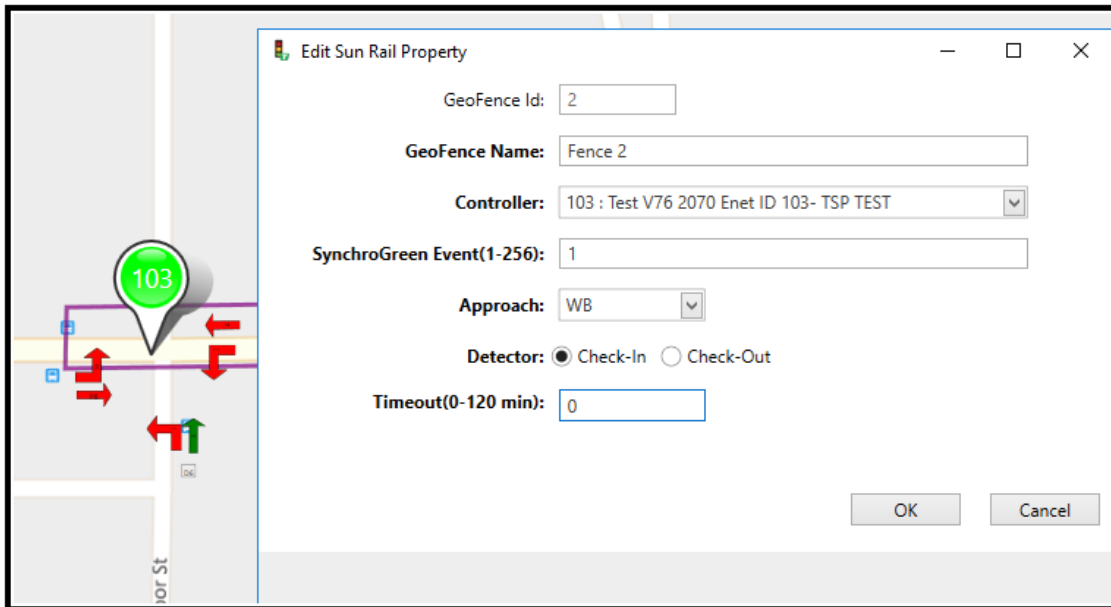 Edit Sun Rail Property
GeoFence Id: 2
GeoFence Name: Fence 2
Controller: 103 : Test V76 2070 Enet ID 103- TSP TEST
SynchroGreen Event(1-256): 1
Approach: WB
Detector: Check-In Check-Out
Timeout(0-120 min): 0
OK Cancel
103